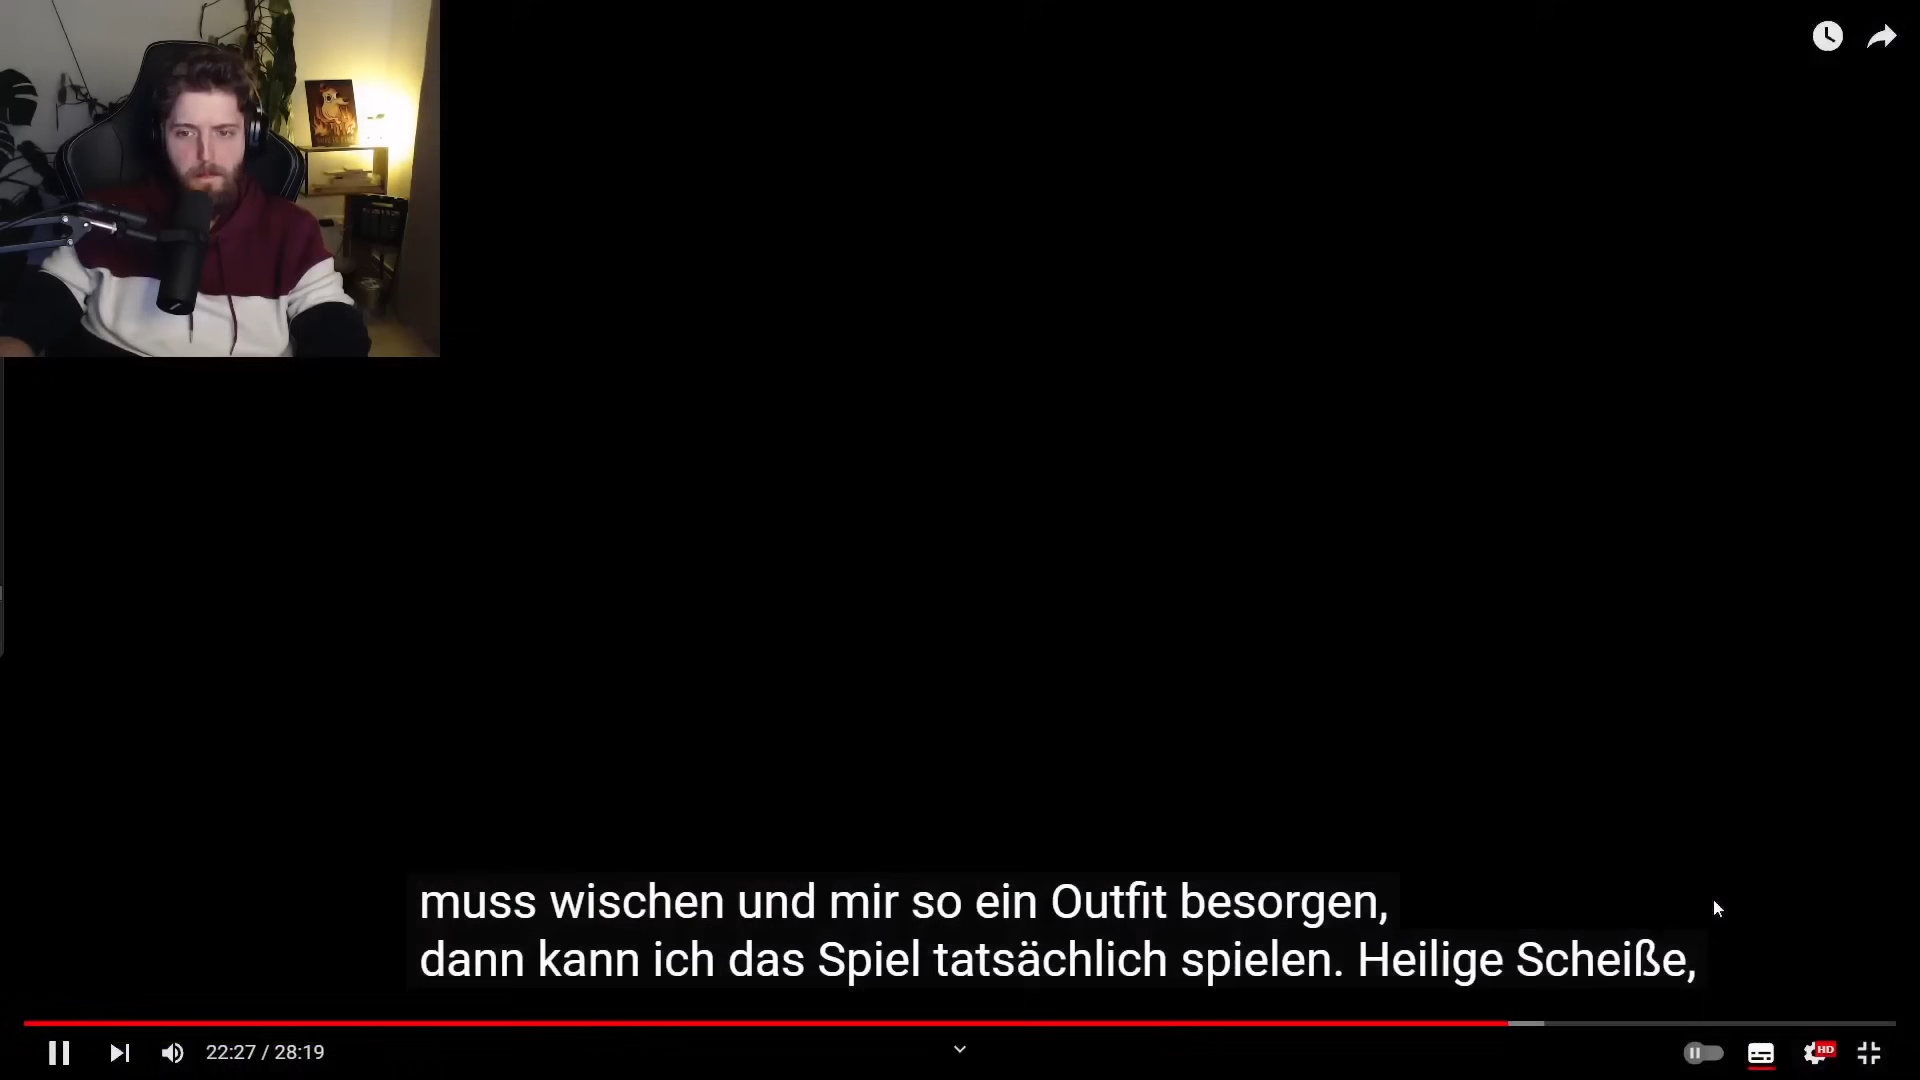 muss wischen und mir so ein Outfit besorgen,
dann kann ich das Spiel tatsächlich spielen. Heilige Scheiße,
22:27 / 28:19
HD